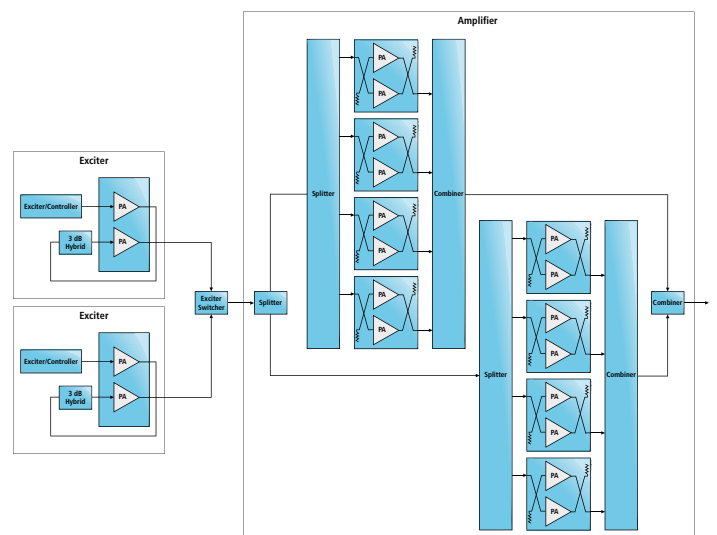 Amplifier
PA
PA
PA
PA
Splitter
Combiner
PA
PA
PA
PA
Exciter
Exciter/Controller
PA
3 dB
Hybrid
PA
Exciter
Switcher
Splitter
Exciter
Exciter/Controller
PA
3 dB
Hybrid
PA
PA
PA
PA
PA
Splitter
Combiner
PA
PA
PA
PA
Combiner